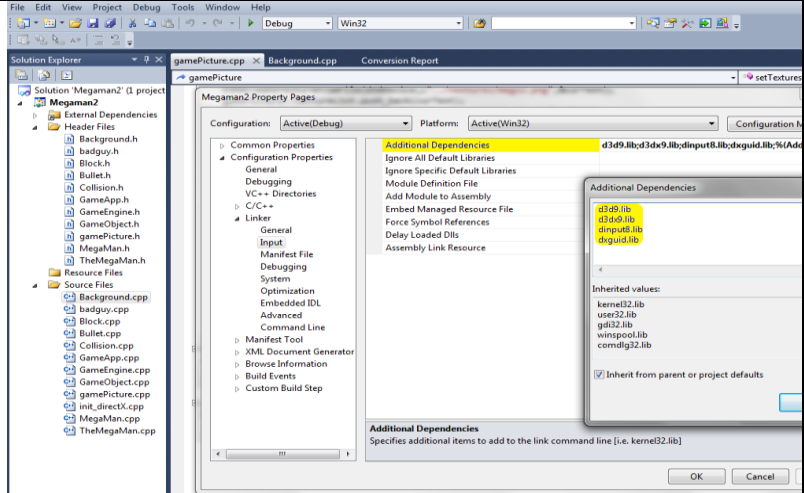 File Edit View Project Debug Tools Window Help
Debug Win32
Solution Explorer
gamePicture.cpp Background.cpp Conversion Report
gamePicture setTextures
Solution 'Megaman2' (1 project
Megaman2
External Dependencies
Header Files
Background.h
badguy.h
Block.h
Bullet.h
Collision.h
GameApp.h
GameEngine.h
GameObject.h
gamePicture.h
MegaMan.h
TheMegaMan.h
Resource Files
Source Files
Background.cpp
badguy.cpp
Block.cpp
Bullet.cpp
Collision.cpp
GameApp.cpp
GameEngine.cpp
GameObject.cpp
gamePicture.cpp
init_directX.cpp
MegaMan.cpp
TheMegaMan.cpp
Megaman2 Property Pages
Configuration: Active(Debug) Platform: Active(Win32) Configuration M
Common Properties
Configuration Properties
General
Debugging
VC++ Directories
C/C++
Linker
General
Input
Manifest File
Debugging
System
Optimization
Embedded IDL
Advanced
Command Line
Manifest Tool
XML Document Generator
Browse Information
Build Events
Custom Build Step
Additional Dependencies d3d9.lib;d3dx9.lib;dinput8.lib;dxguid.lib;%(Add
Ignore All Default Libraries
Ignore Specific Default Libraries
Module Definition File
Add Module to Assembly
Embed Managed Resource File
Force Symbol References
Delay Loaded Dlls
Assembly Link Resource
Additional Dependencies
d3d9.lib
d3dx9.lib
dinput8.lib
dxguid.lib
Inherited values:
kernel32.lib
user32.lib
gdi32.lib
winspool.lib
comdlg32.lib
Inherit from parent or project defaults
Additional Dependencies
Specifies additional items to add to the link command line [i.e. kernel32.lib]
OK Cancel